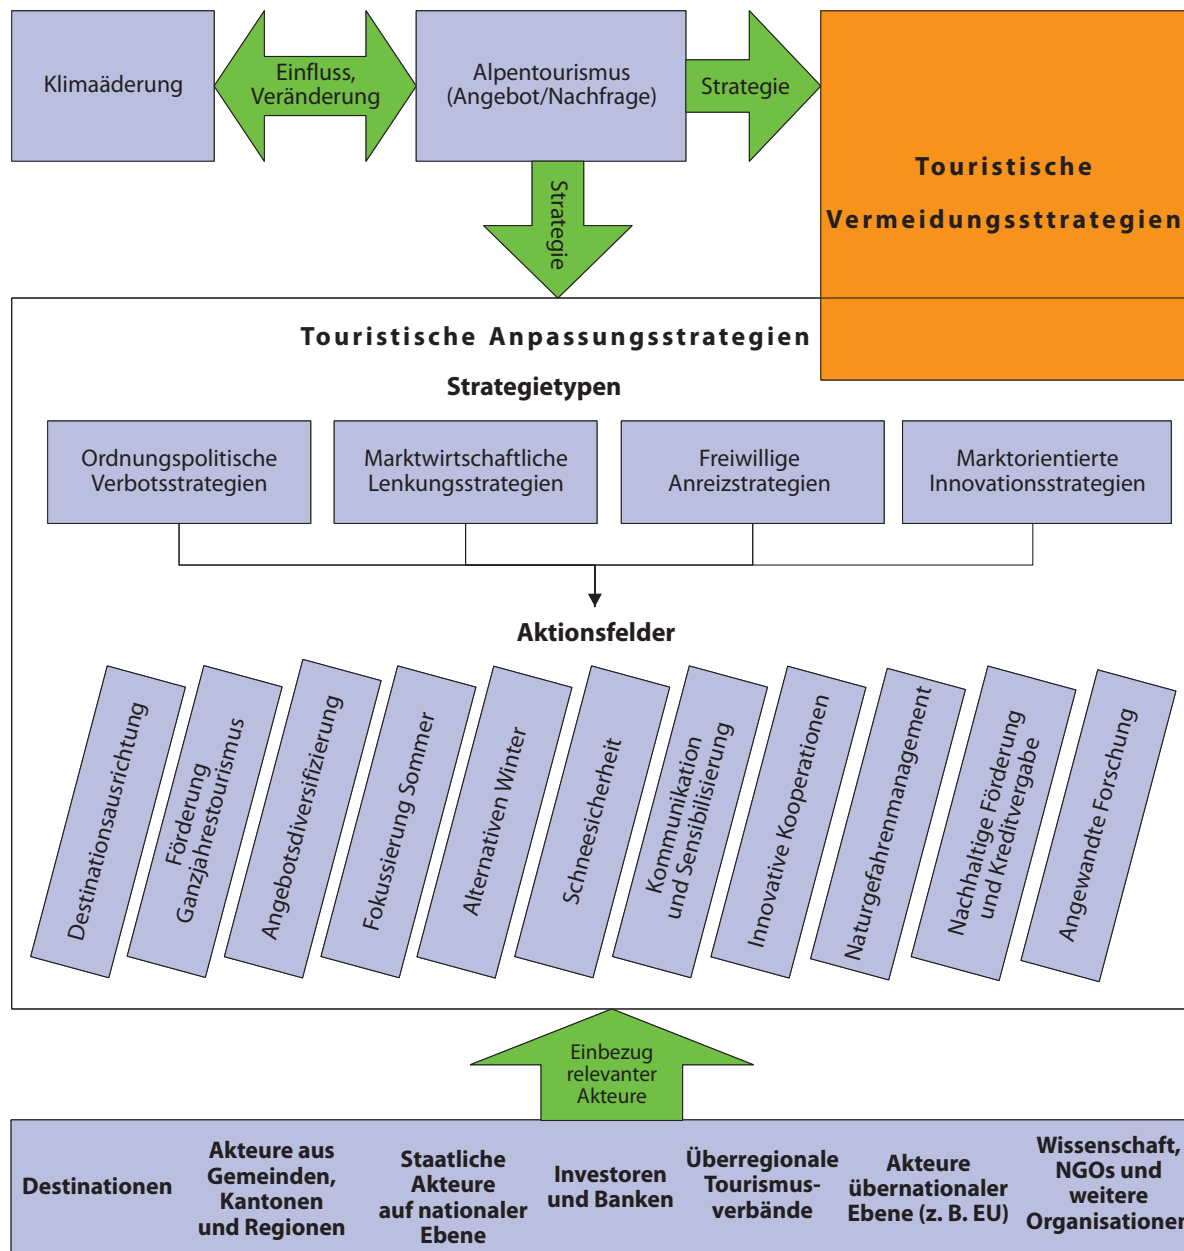 Klimaäderung
Einfluss,
Veränderung
Alpentourismus
(Angebot/Nachfrage)
Strategie
Touristische
Vermeidungssttrategien
Strategie
Touristische Anpassungsstrategien
Strategietypen
Ordnungspolitische
Verbotsstrategien
Marktwirtschaftliche
Lenkungsstrategien
Freiwillige
Anreizstrategien
Marktorientierte
Innovationsstrategien
Aktionsfelder
Destinationsausrichtung
Förderung
Ganzjahrestourismus
Angebotsdiversifizierung
Fokussierung Sommer
Alternativen Winter
Schneesicherheit
Kommunikation
und Sensibilisierung
Innovative Kooperationen
Naturgefahrenmanagement
Nachhaltige Förderung
und Kreditvergabe
Angewandte Forschung
Einbezug
relevanter
Akteure
Destinationen
Akteure aus
Gemeinden,
Kantonen
und Regionen
Staatliche
Akteure
auf nationaler
Ebene
Investoren
und Banken
Überregionale
Tourismus-
verbände
Akteure
übernationaler
Ebene (z. B. EU)
Wissenschaft,
NGOs und
weitere
Organisationen